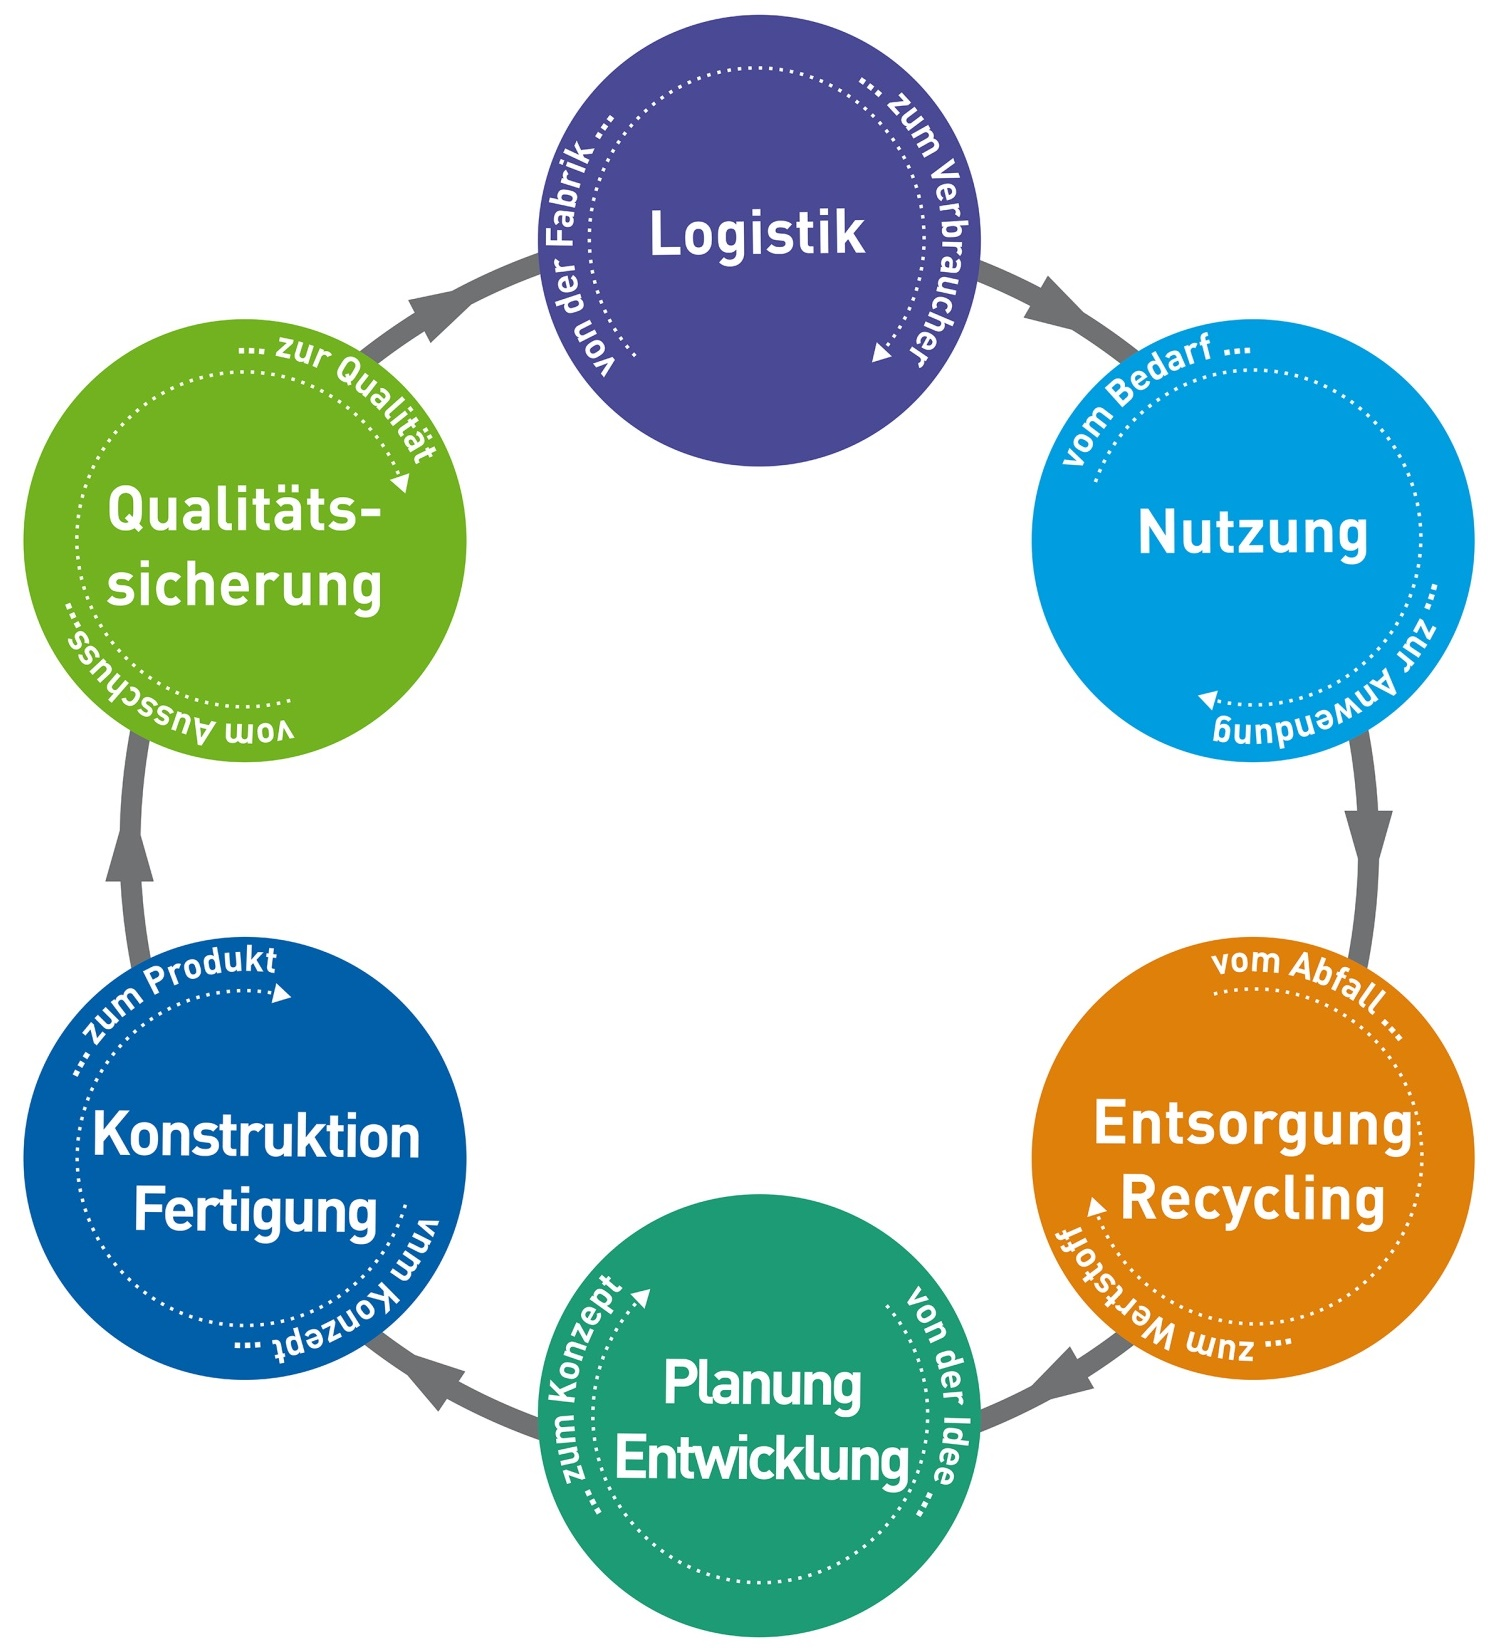 von der Fabrik ...
... zum Verbraucher
Logistik
vom Bedarf ...
... zur Anwendung
Nutzung
vom Abfall ...
... zum Wertstoff
Entsorgung
Recycling
von der Idee ...
... zum Konzept
Planung
Entwicklung
vnm Konzept ...
... zum Produkt
Konstruktion
Fertigung
vom Ausschuss...
... zur Qualität
Qualitäts-
sicherung